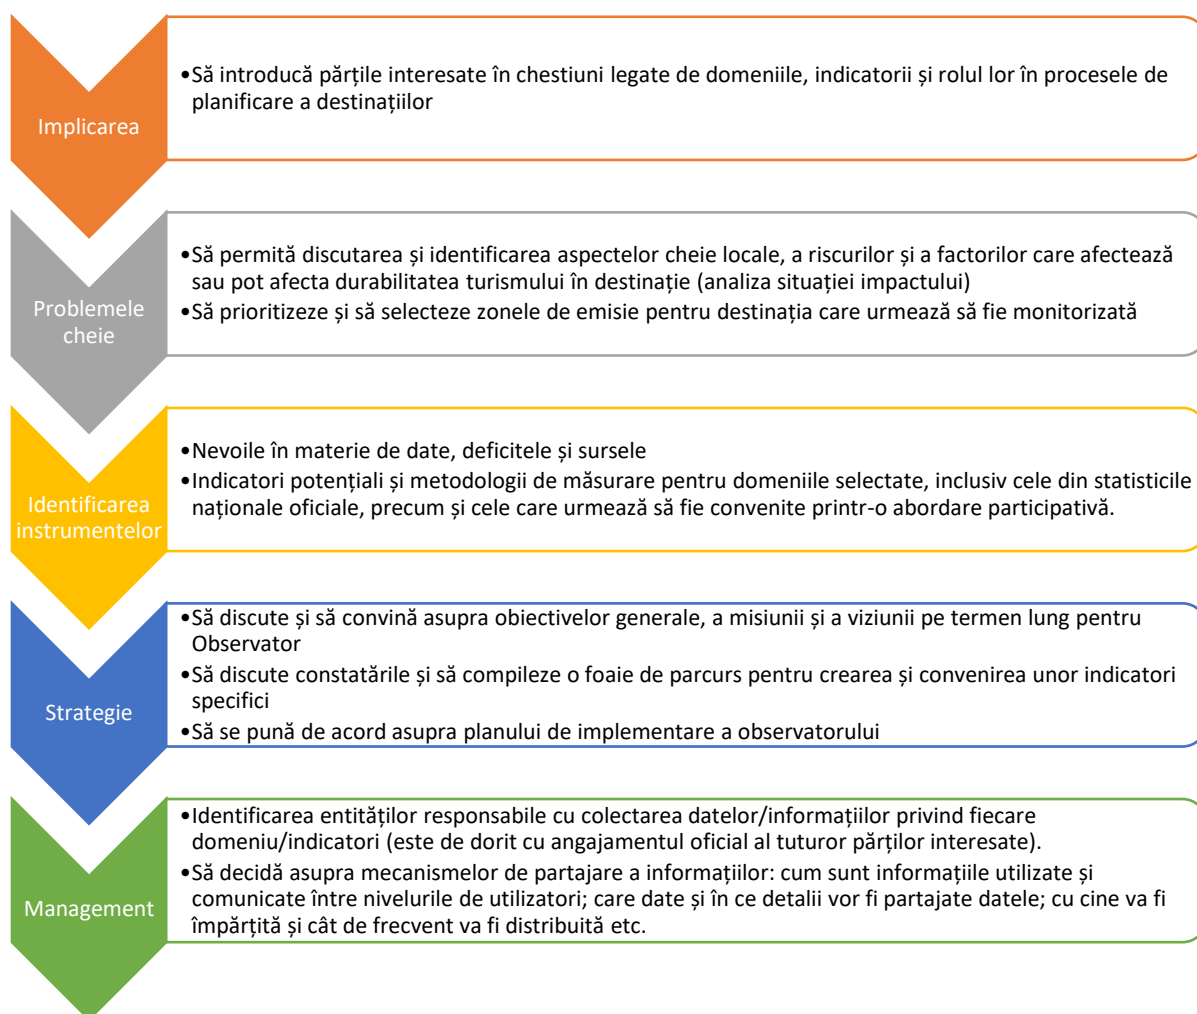 Implicarea
•Să introducă părțile interesate în chestiuni legate de domeniile, indicatorii și rolul lor în procesele de
planificare a destinațiilor
Problemele
cheie
•Să permită discutarea și identificarea aspectelor cheie locale, a riscurilor și a factorilor care afectează
sau pot afecta durabilitatea turismului în destinație (analiza situației impactului)
•Să prioritizeze și să selecteze zonele de emisie pentru destinația care urmează să fie monitorizată
Identificarea
instrumentelor
•Nevoile în materie de date, deficitele și sursele
•Indicatori potențiali și metodologii de măsurare pentru domeniile selectate, inclusiv cele din statisticile
naționale oficiale, precum și cele care urmează să fie convenite printr-o abordare participativă.
Strategie
•Să discute și să convină asupra obiectivelor generale, a misiunii și a viziunii pe termen lung pentru
Observator
•Să discute constatările și să compileze o foaie de parcurs pentru crearea și convenirea unor indicatori
specifici
•Să se pună de acord asupra planului de implementare a observatorului
Management
•Identificarea entităților responsabile cu colectarea datelor/informațiilor privind fiecare
domeniu/indicatori (este de dorit cu angajamentul oficial al tuturor părților interesate).
•Să decidă asupra mecanismelor de partajare a informațiilor: cum sunt informațiile utilizate și
comunicate între nivelurile de utilizatori; care date și în ce detalii vor fi partajate datele; cu cine va fi
împărțită și cât de frecvent va fi distribuită etc.